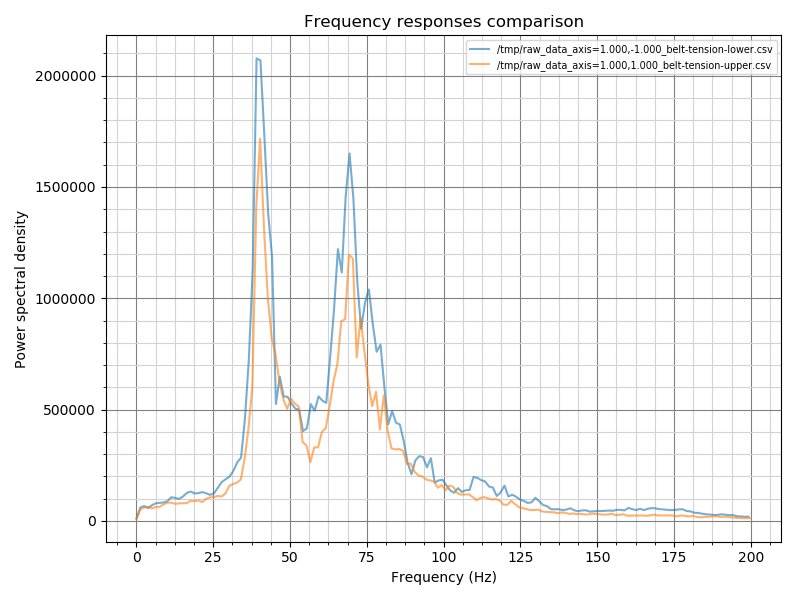 Frequency responses comparison
/tmp/raw_data_axis=1.000,-1.000_belt-tension-lower.csv
/tmp/raw_data_axis=1.000,1.000_belt-tension-upper.csv
Power spectral density
2000000
1500000
1000000
500000
0
0 25 50 75 100 125 150 175 200
Frequency (Hz)